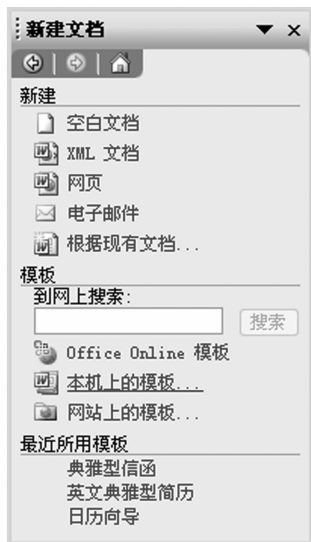 新建文档
新建
空白文档
XML 文档
网页
电子邮件
根据现有文档...
模板
到网上搜索:
搜索
Office Online 模板
本机上的模板...
网站上的模板...
最近所用模板
典雅型信函
英文典雅型简历
日历向导